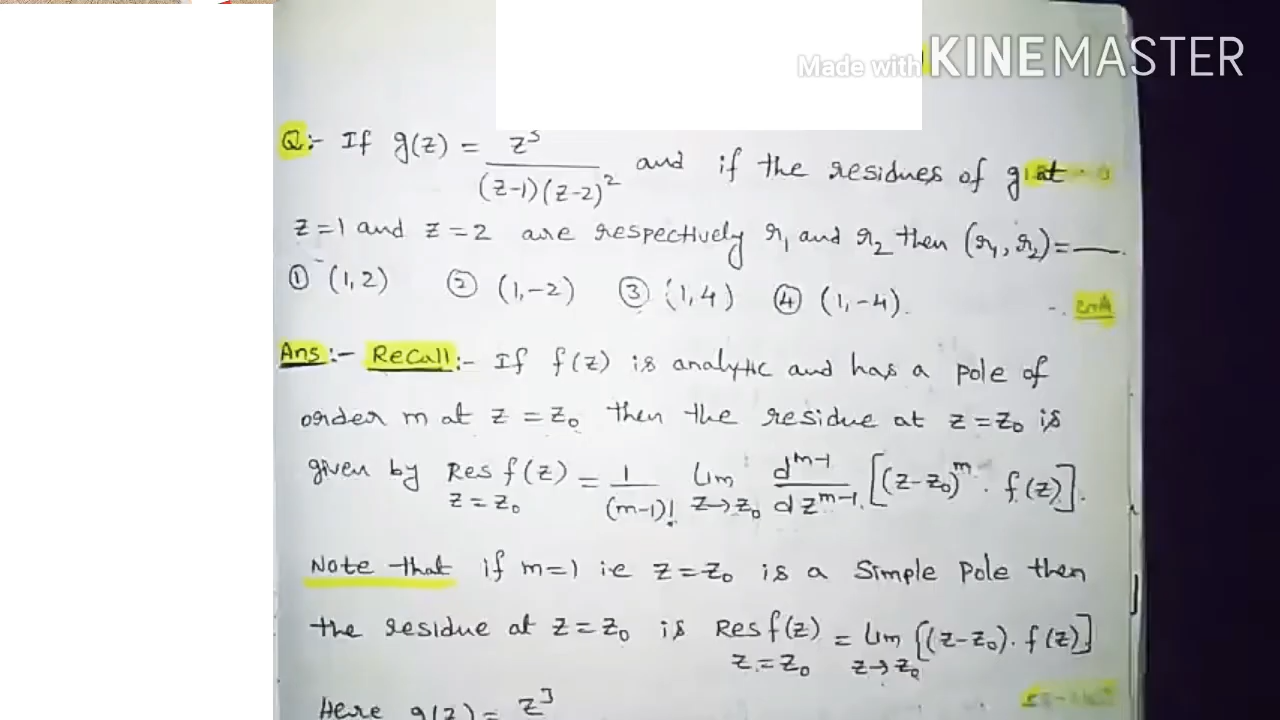 Made with KINEMASTER
Q:- If g(z) = z³/((z-1)(z-2)²) and if the residues of g at
z=1 and z=2 are respectively r₁ and r₂ then (r₁, r₂)=___.
① (1,2) ② (1,-2) ③ (1,4) ④ (1,-4).
Ans:- Recall:- If f(z) is analytic and has a pole of
order m at z=z₀ then the residue at z=z₀ is
given by Res f(z) z=z₀ = 1/(m-1)! Lim z→z₀ d^(m-1)/dz^(m-1) [(z-z₀)^m · f(z)].
Note that if m=1 i.e z=z₀ is a simple pole then
the residue at z=z₀ is Res f(z) z=z₀ = Lim z→z₀ [(z-z₀)· f(z)]
Here g(z) = z³